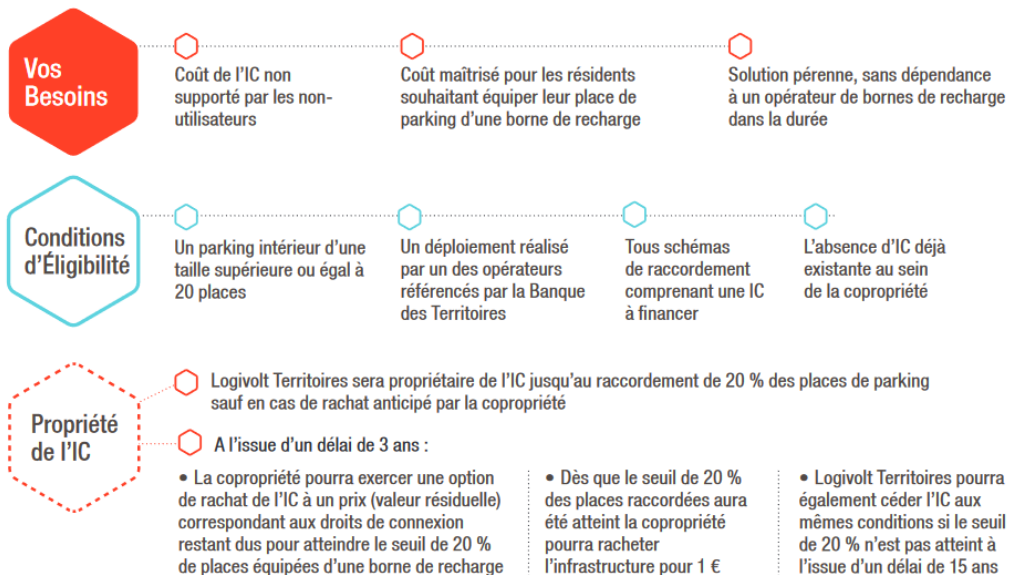 Vos
Besoins
Coût de l'IC non
supporté par les non-
utilisateurs
Coût maîtrisé pour les résidents
souhaitant équiper leur place de
parking d'une borne de recharge
Solution pérenne, sans dépendance
à un opérateur de bornes de recharge
dans la durée
Conditions
d'Éligibilité
Un parking intérieur d'une
taille supérieure ou égal à
20 places
Un déploiement réalisé
par un des opérateurs
référencés par la Banque
des Territoires
Tous schémas
de raccordement
comprenant une IC
à financer
L'absence d'IC déjà
existante au sein
de la copropriété
Propriété
de l'IC
Logivolt Territoires sera propriétaire de l'IC jusqu'au raccordement de 20 % des places de parking
sauf en cas de rachat anticipé par la copropriété
A l'issue d'un délai de 3 ans :
• La copropriété pourra exercer une option
de rachat de l'IC à un prix (valeur résiduelle)
correspondant aux droits de connexion
restant dus pour atteindre le seuil de 20 %
de places équipées d'une borne de recharge
• Dès que le seuil de 20 %
des places raccordées aura
été atteint la copropriété
pourra racheter
l'infrastructure pour 1 €
• Logivolt Territoires pourra
également céder l'IC aux
mêmes conditions si le seuil
de 20 % n'est pas atteint à
l'issue d'un délai de 15 ans